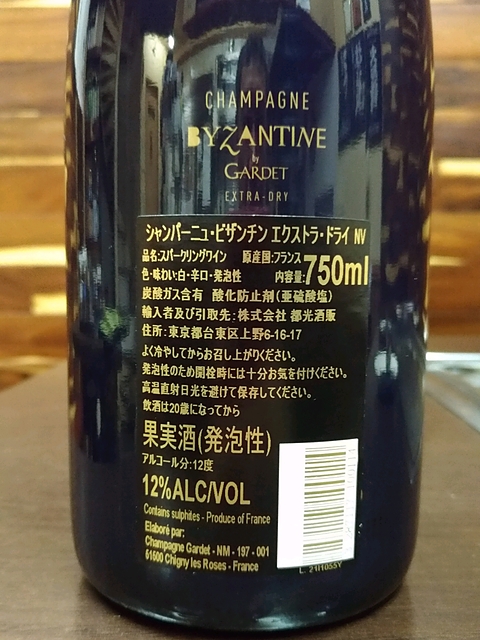 CHAMPAGNE
BYZANTINE
by
GARDET
EXTRA-DRY
シャンパーニュ・ビザンチン エクストラ・ドライ NV
品名:スパークリングワイン 原産国:フランス
色・味わい:白・辛口・発泡性 内容量:750ml
炭酸ガス含有 酸化防止剤(亜硫酸塩)
輸入者及び引取先:株式会社 都光酒販
住所:東京都台東区上野6-16-17
よく冷やしてからお召し上がりください。
発泡性のため開栓時には十分お気を付けください。
高温直射日光を避けて保存してください。
飲酒は20歳になってから
果実酒(発泡性)
アルコール分:12度
12%ALC/VOL
Contains sulphites - Produce of France
Elaboré par:
Champagne Gardet - NM - 197 - 001
51500 Chigny les Roses - France